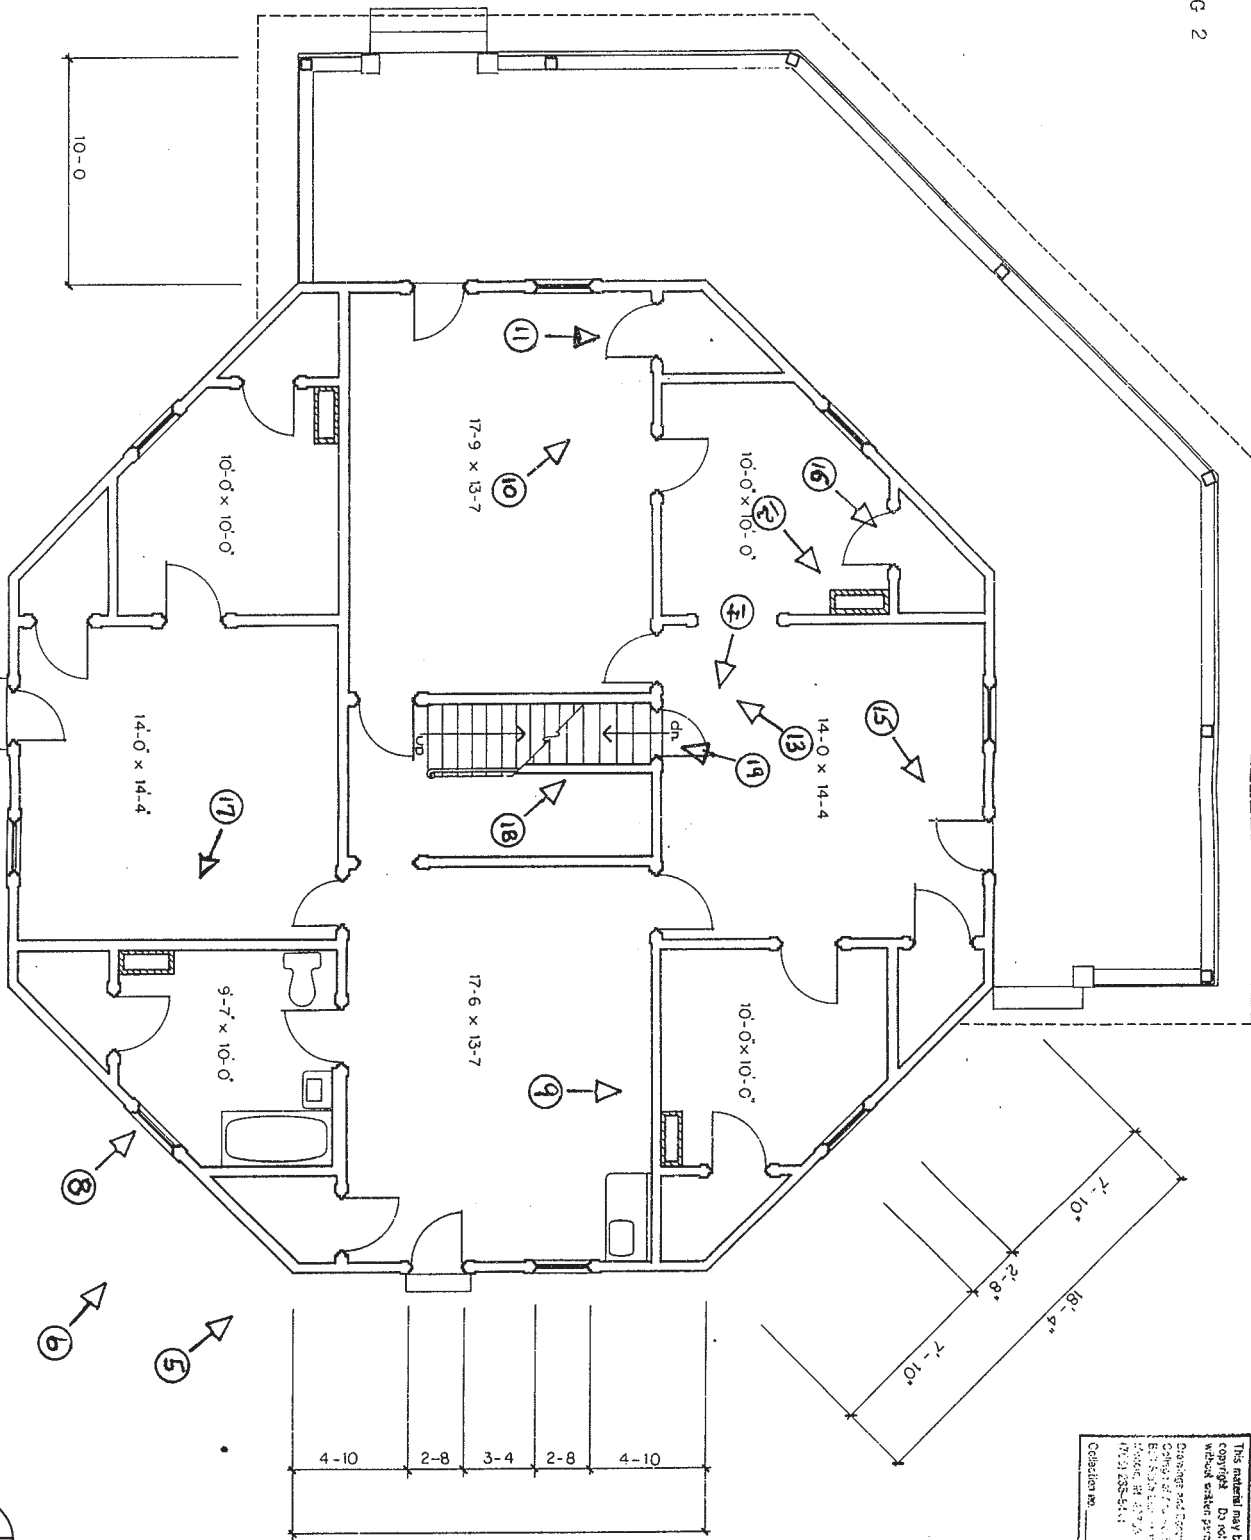 G 2
10-0
11
17-9 x 13-7
10
10'-0" x 10'-0"
10'-0" x 10'-0"
16
12
7
13
15
14-0 x 14-4
19
dn
up
18
14'-0" x 14'-4"
17
17-6 x 13-7
9
9'-7" x 10'-0"
10'-0" x 10'-0"
8
6
5
7'-10"
2'-8"
18'-4"
7'-10"
4-10
2-8
3-4
2-8
4-10
This material may b
copyright. Do not
without written per
Drawings and
Collection no.